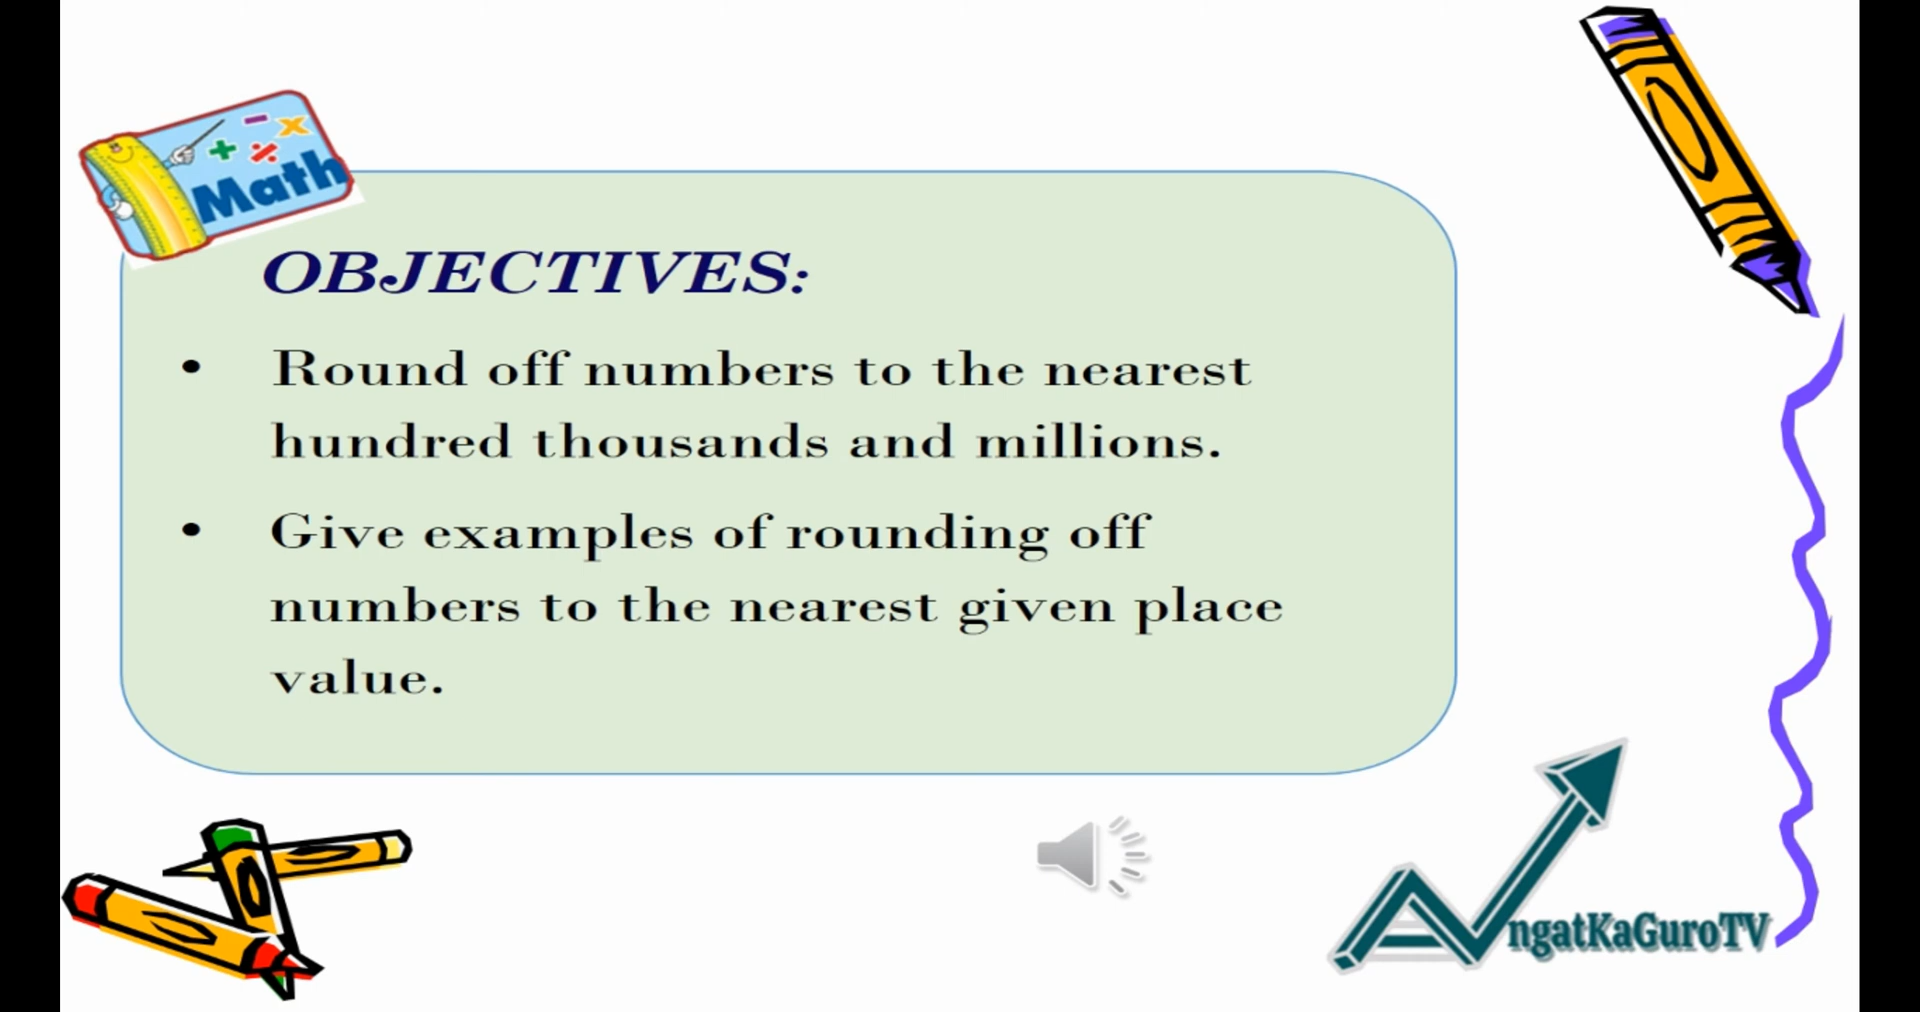 Math
OBJECTIVES:
• Round off numbers to the nearest
hundred thousands and millions.
• Give examples of rounding off
numbers to the nearest given place
value.
AngatKaGuroTV